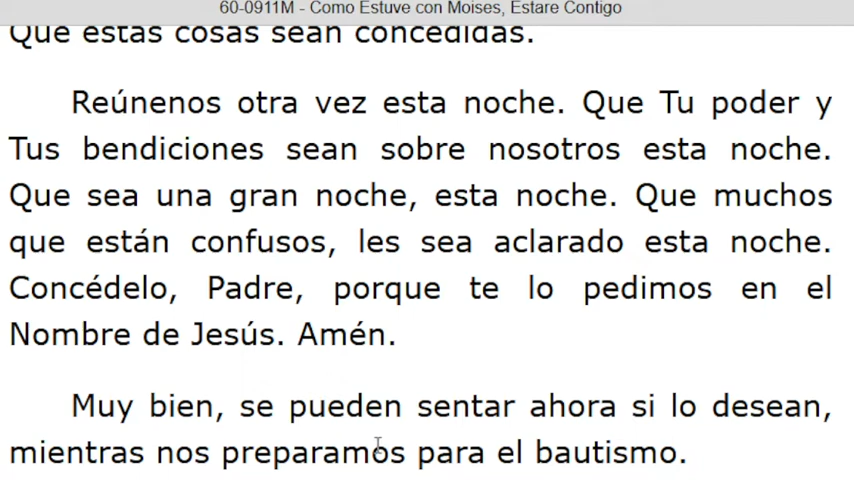 60-0911M - Como Estuve con Moises, Estare Contigo
Que estas cosas sean concedidas.
Reúnenos otra vez esta noche. Que Tu poder y
Tus bendiciones sean sobre nosotros esta noche.
Que sea una gran noche, esta noche. Que muchos
que están confusos, les sea aclarado esta noche.
Concédelo, Padre, porque te lo pedimos en el
Nombre de Jesús. Amén.
Muy bien, se pueden sentar ahora si lo desean,
mientras nos preparamos para el bautismo.